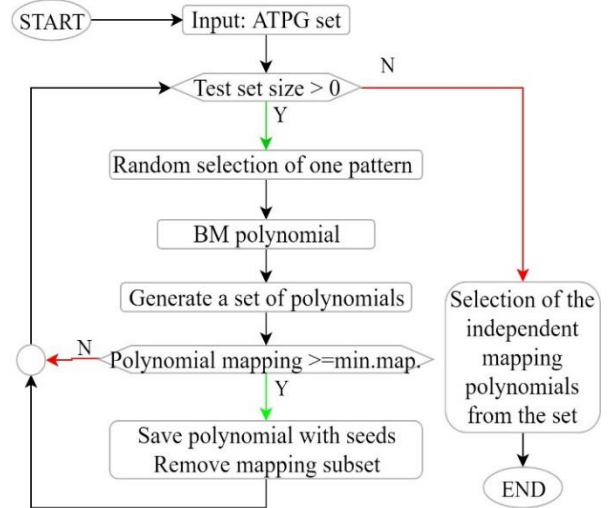 START
Input: ATPG set
Test set size > 0
N
Y
Random selection of one pattern
BM polynomial
Generate a set of polynomials
Polynomial mapping >=min.map.
N
Y
Save polynomial with seeds
Remove mapping subset
Selection of the
independent
mapping
polynomials
from the set
END